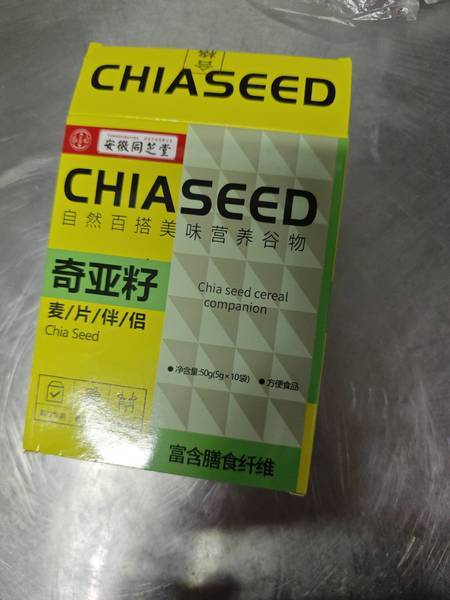 合格
CHIASEED
安徽同芝堂
CHIASEED
自然百搭美味营养谷物
奇亚籽
Chia seed cereal
companion
麦/片/伴/侣
Chia Seed
●净含量:50g(5g×10袋) ●方便食品
富含膳食纤维